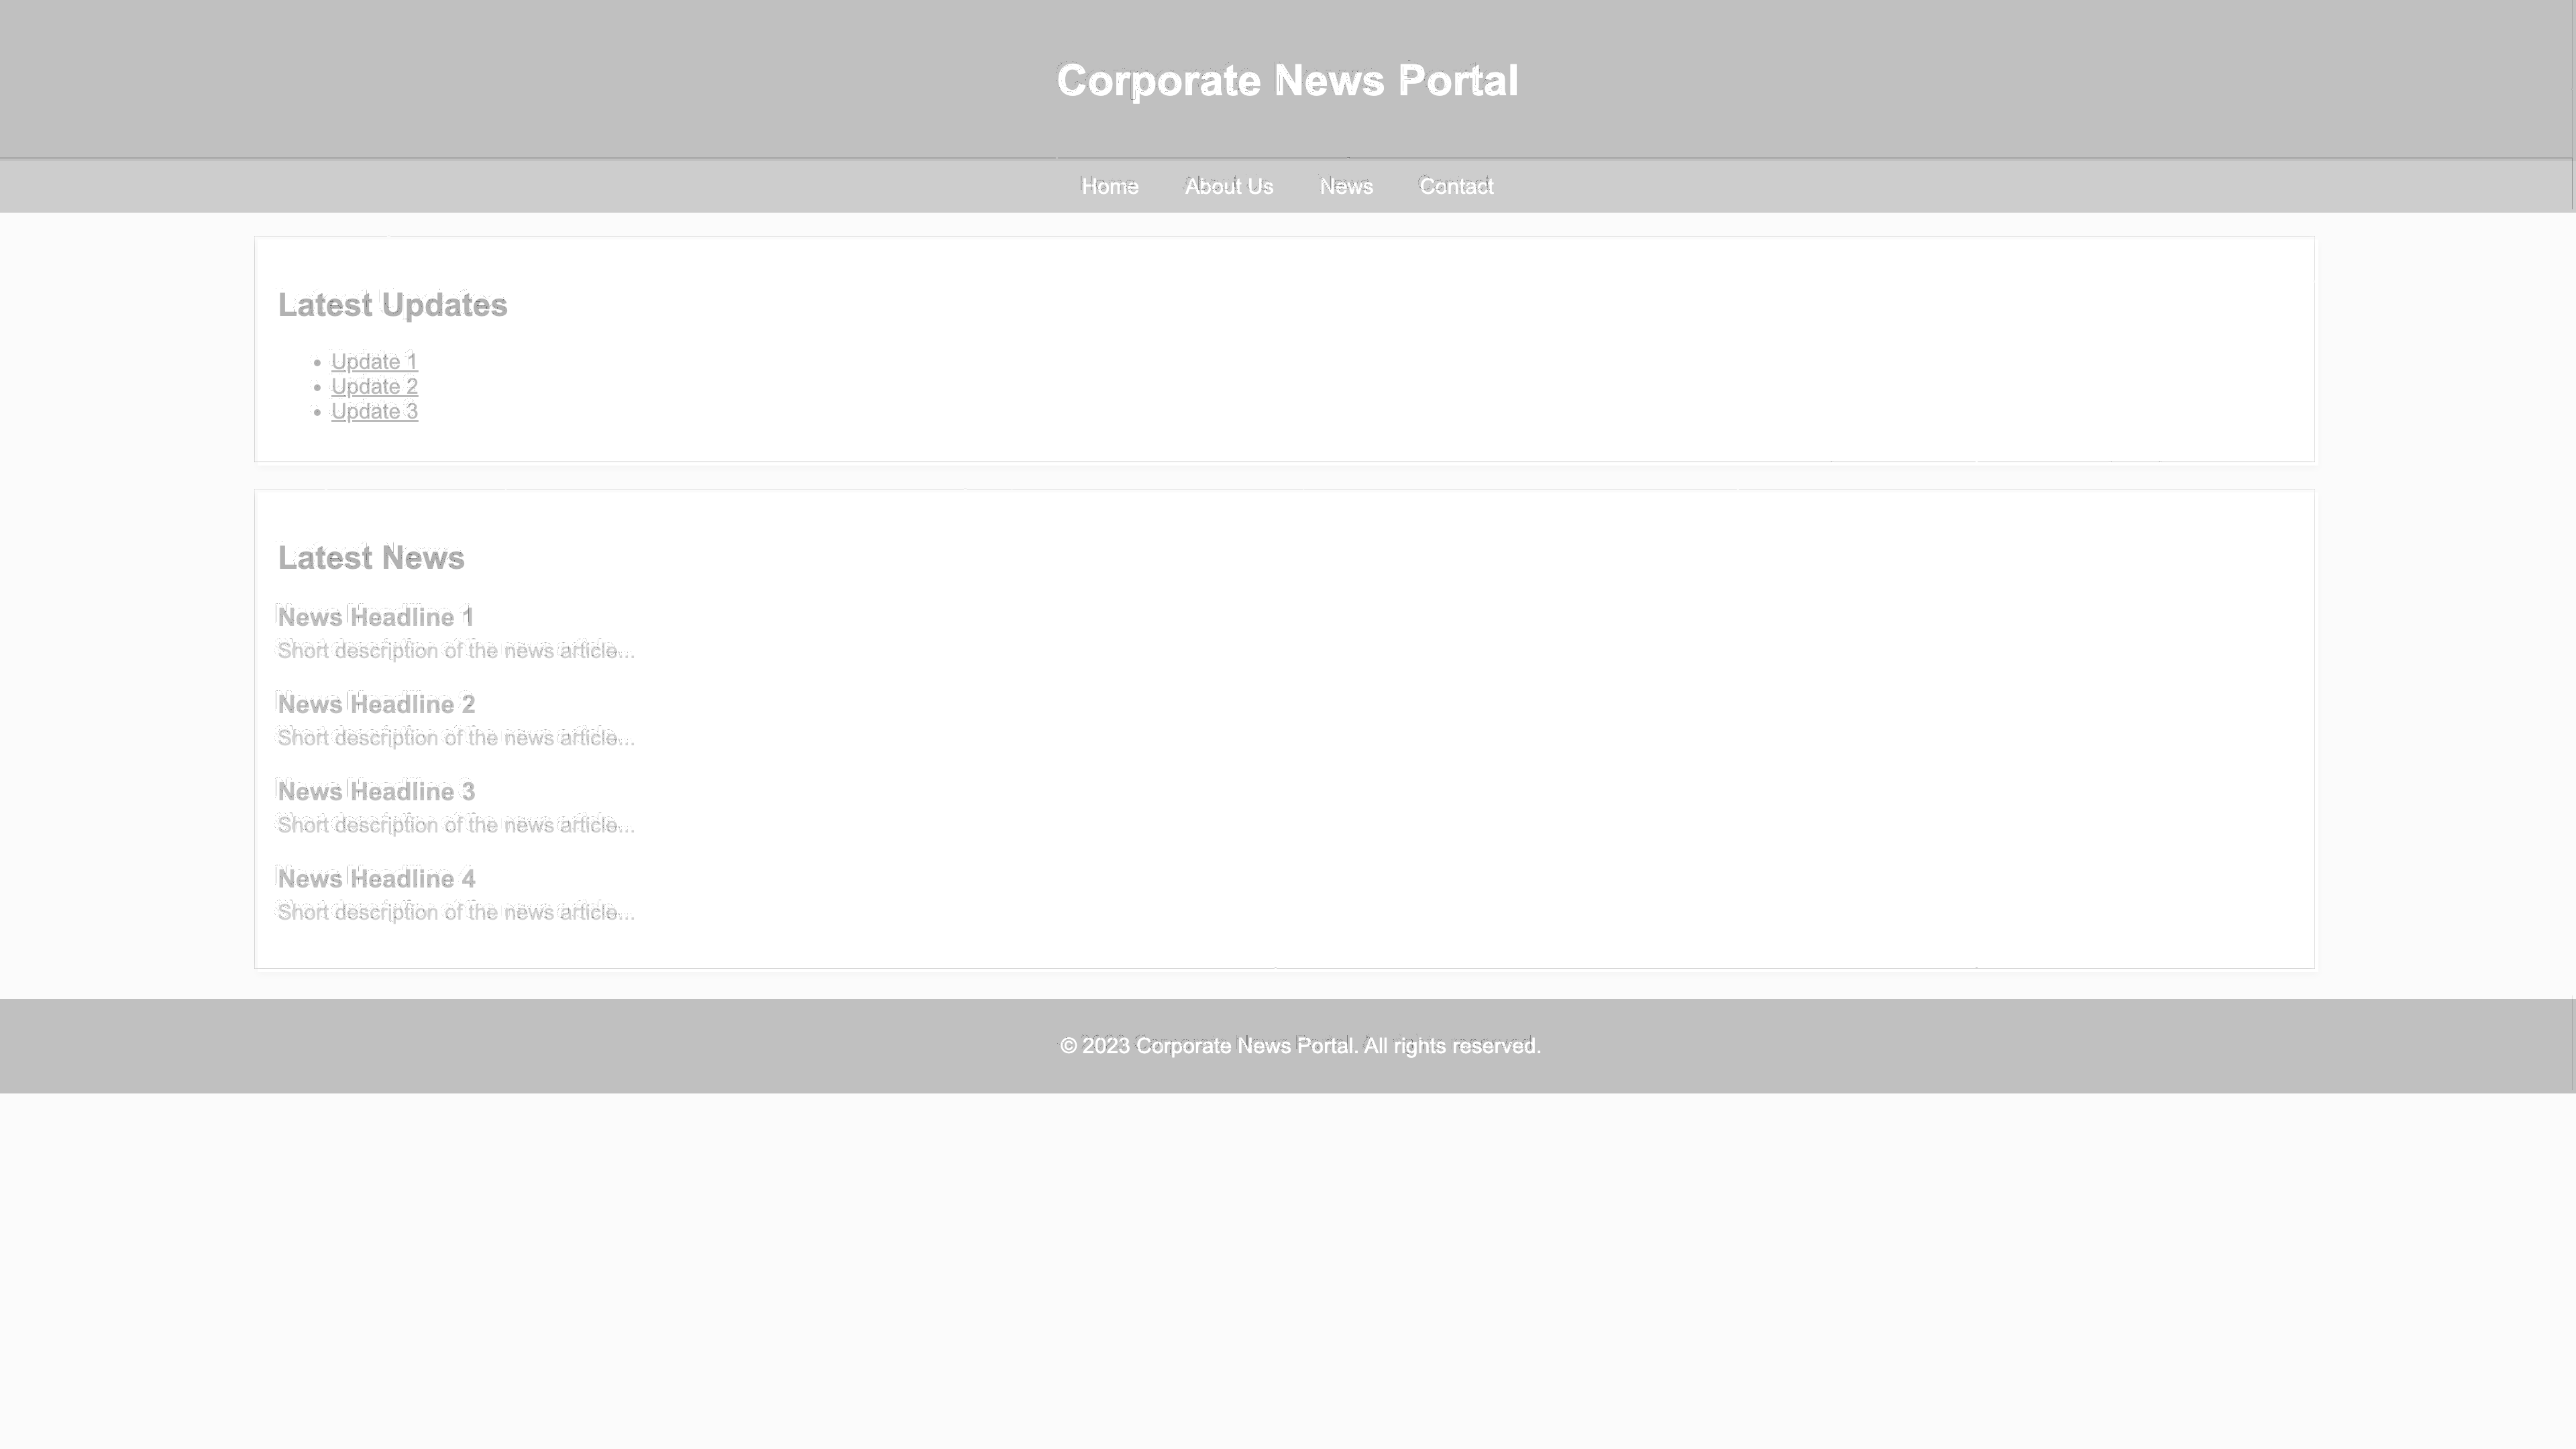 Corporate News Portal
Home About Us News Contact
Latest Updates
• Update 1
• Update 2
• Update 3
Latest News
News Headline 1
Short description of the news article...
News Headline 2
Short description of the news article...
News Headline 3
Short description of the news article...
News Headline 4
Short description of the news article...
© 2023 Corporate News Portal. All rights reserved.